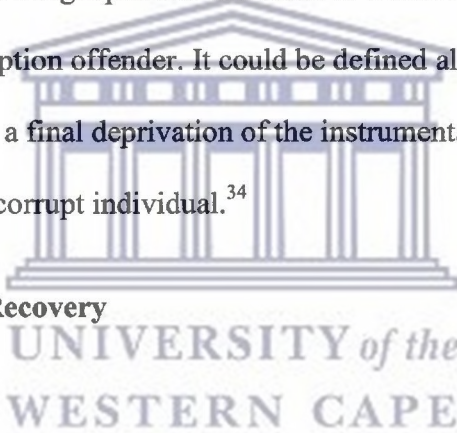 ption offender. It could be defined al
a final deprivation of the instrumenta
corrupt individual.34
Recovery
UNIVERSITY of the
WESTERN CAPE